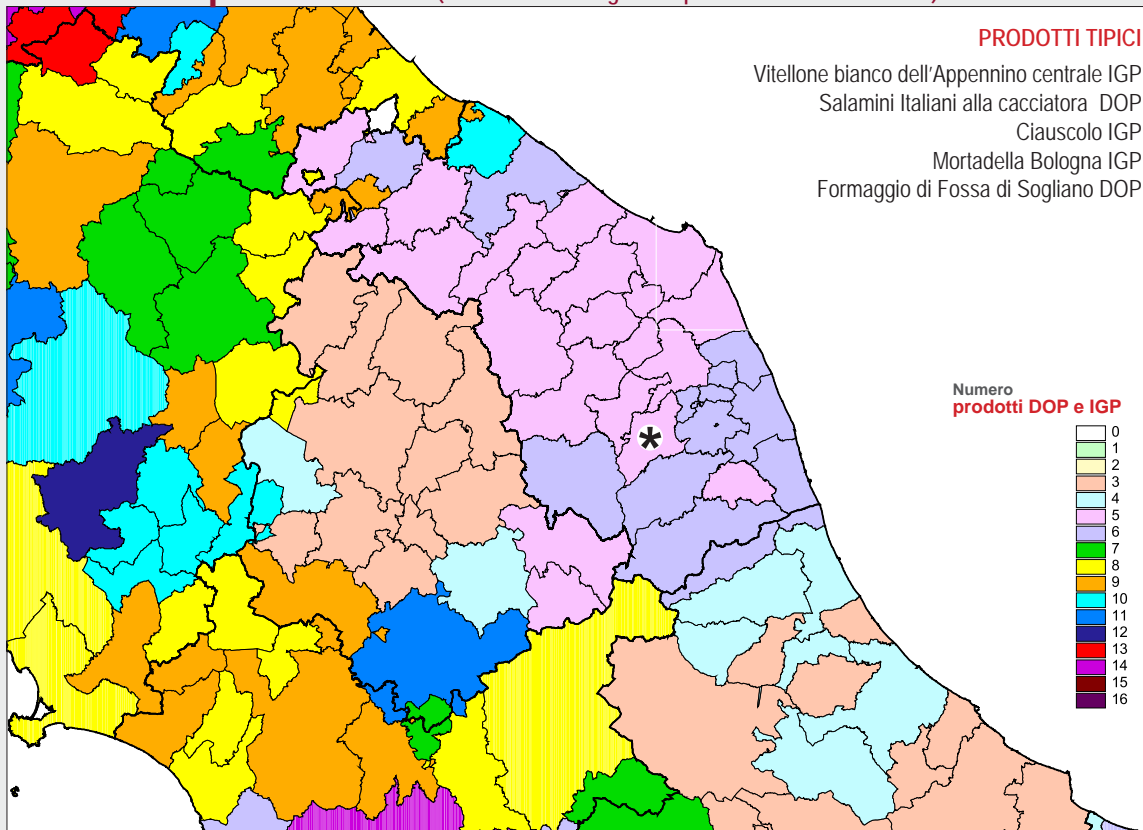 PRODOTTI TIPICI
Vitellone bianco dell'Appennino centrale IGP
Salamini Italiani alla cacciatora DOP
Ciauscolo IGP
Mortadella Bologna IGP
Formaggio di Fossa di Sogliano DOP
Numero
prodotti DOP e IGP
0
1
2
3
4
5
6
7
8
9
10
11
12
13
14
15
16
*